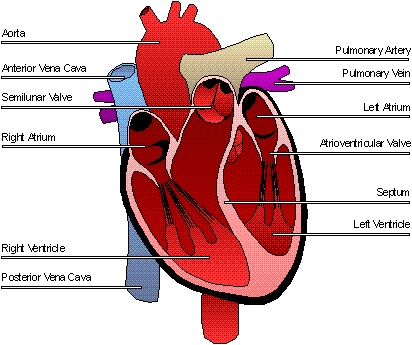 Aorta
Anterior Vena Cava
Semilunar Valve
Right Atrium
Right Ventricle
Posterior Vena Cava
Pulmonary Artery
Pulmonary Vein
Left Atrium
Atrioventricular Valve
Septum
Left Ventricle